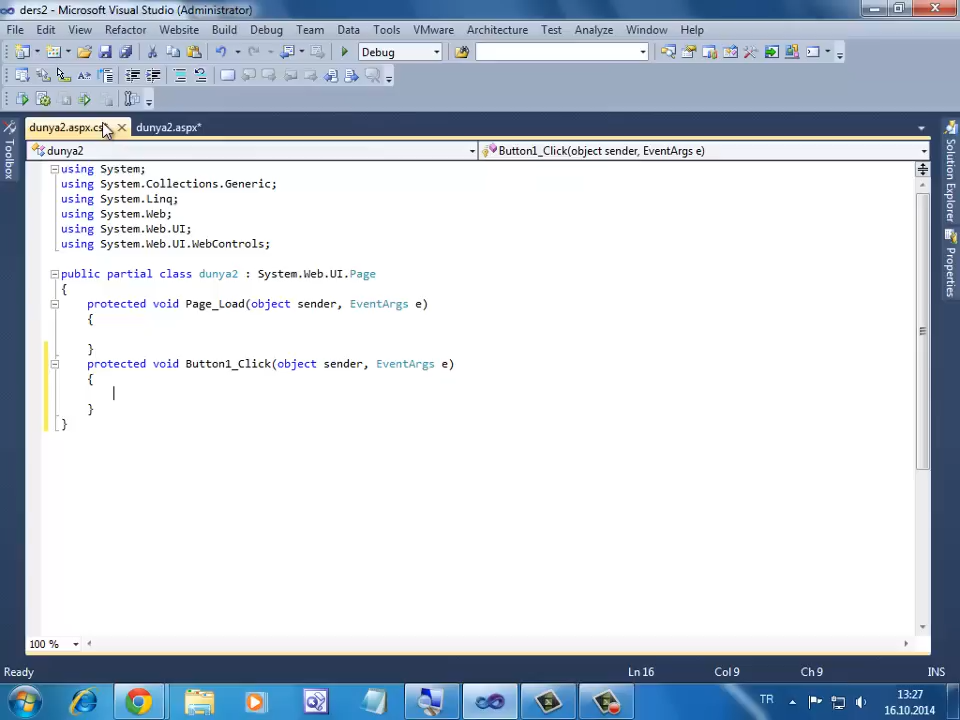 ders2 - Microsoft Visual Studio (Administrator)
File Edit View Refactor Website Build Debug Team Data Tools VMware Architecture Test Analyze Window Help
Debug
dunya2.aspx.cs* dunya2.aspx*
Toolbox
Solution Explorer
Properties
dunya2 Button1_Click(object sender, EventArgs e)
using System;
using System.Collections.Generic;
using System.Linq;
using System.Web;
using System.Web.UI;
using System.Web.UI.WebControls;
public partial class dunya2 : System.Web.UI.Page
{
protected void Page_Load(object sender, EventArgs e)
{
}
protected void Button1_Click(object sender, EventArgs e)
{
}
}
100 %
Ready Ln 16 Col 9 Ch 9 INS
TR 13:27
16.10.2014